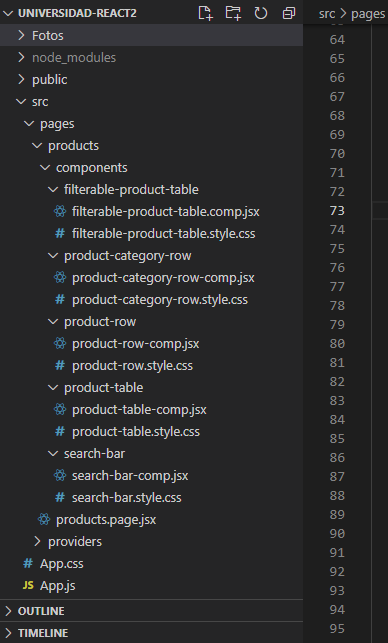 UNIVERSIDAD-REACT2
Fotos
node_modules
public
src
pages
products
components
filterable-product-table
filterable-product-table.comp.jsx
# filterable-product-table.style.css
product-category-row
product-category-row-comp.jsx
# product-category-row.style.css
product-row
product-row-comp.jsx
# product-row.style.css
product-table
product-table-comp.jsx
# product-table.style.css
search-bar
search-bar-comp.jsx
# search-bar.style.css
products.page.jsx
providers
# App.css
JS App.js
OUTLINE
TIMELINE
src > pages
64
65
66
67
68
69
70
71
72
73
74
75
76
77
78
79
80
81
82
83
84
85
86
87
88
89
90
91
92
93
94
95